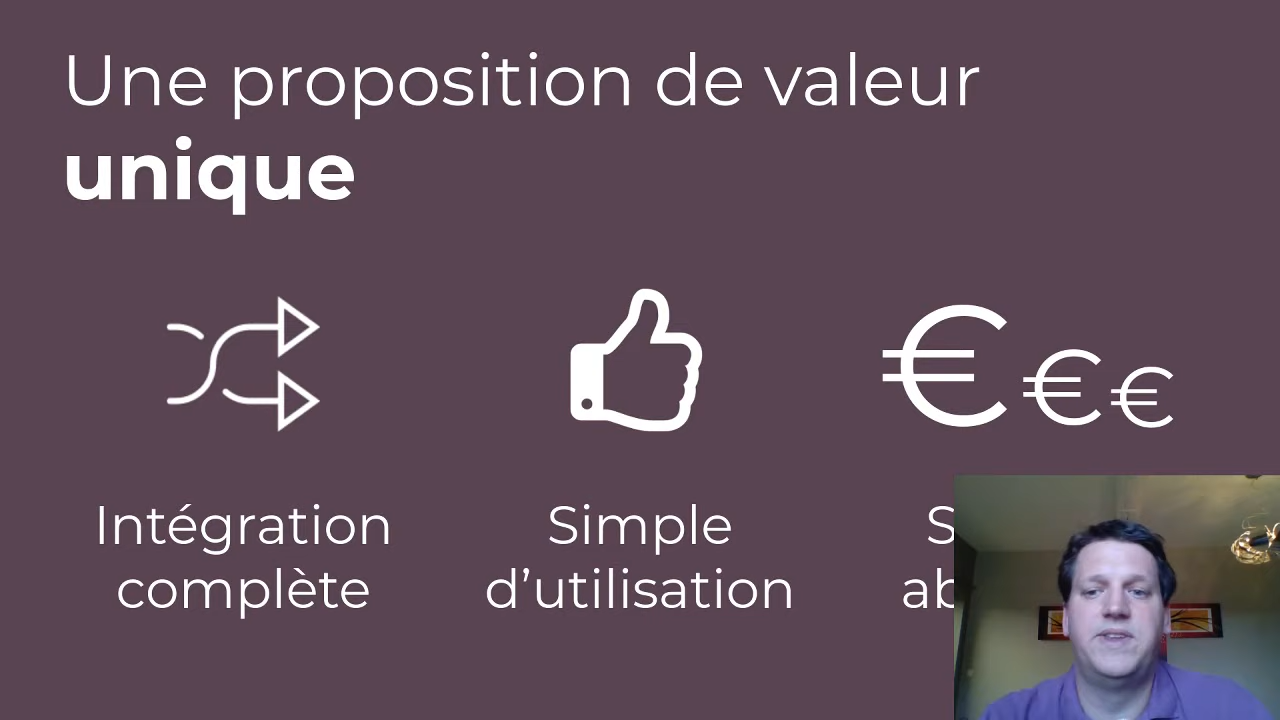 Une proposition de valeur
unique
€ € €
Intégration
complète
Simple
d’utilisation